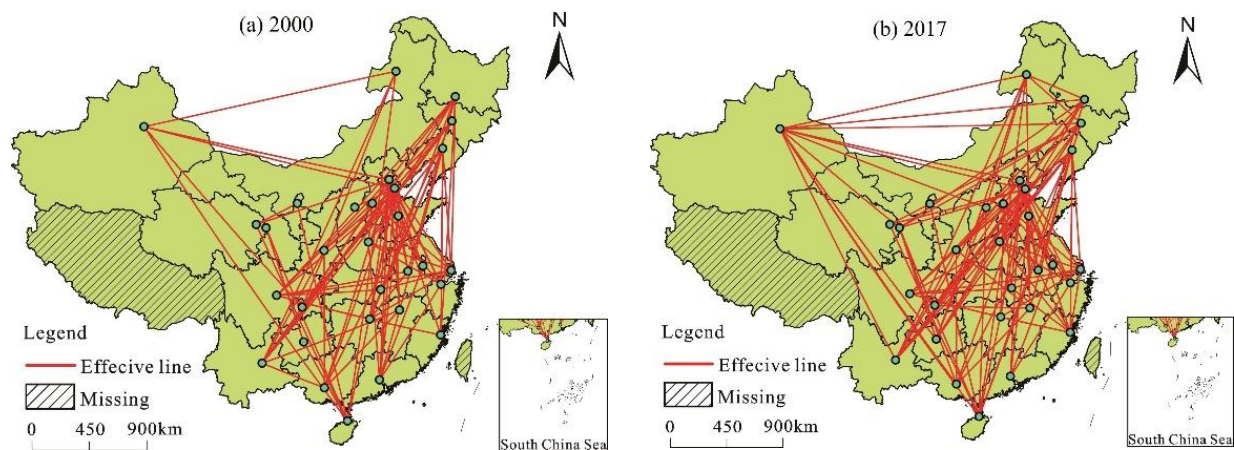 (a) 2000
N
Legend
Effecive line
Missing
0 450 900km
South China Sea
(b) 2017
N
Legend
Effecive line
Missing
0 450 900km
South China Sea